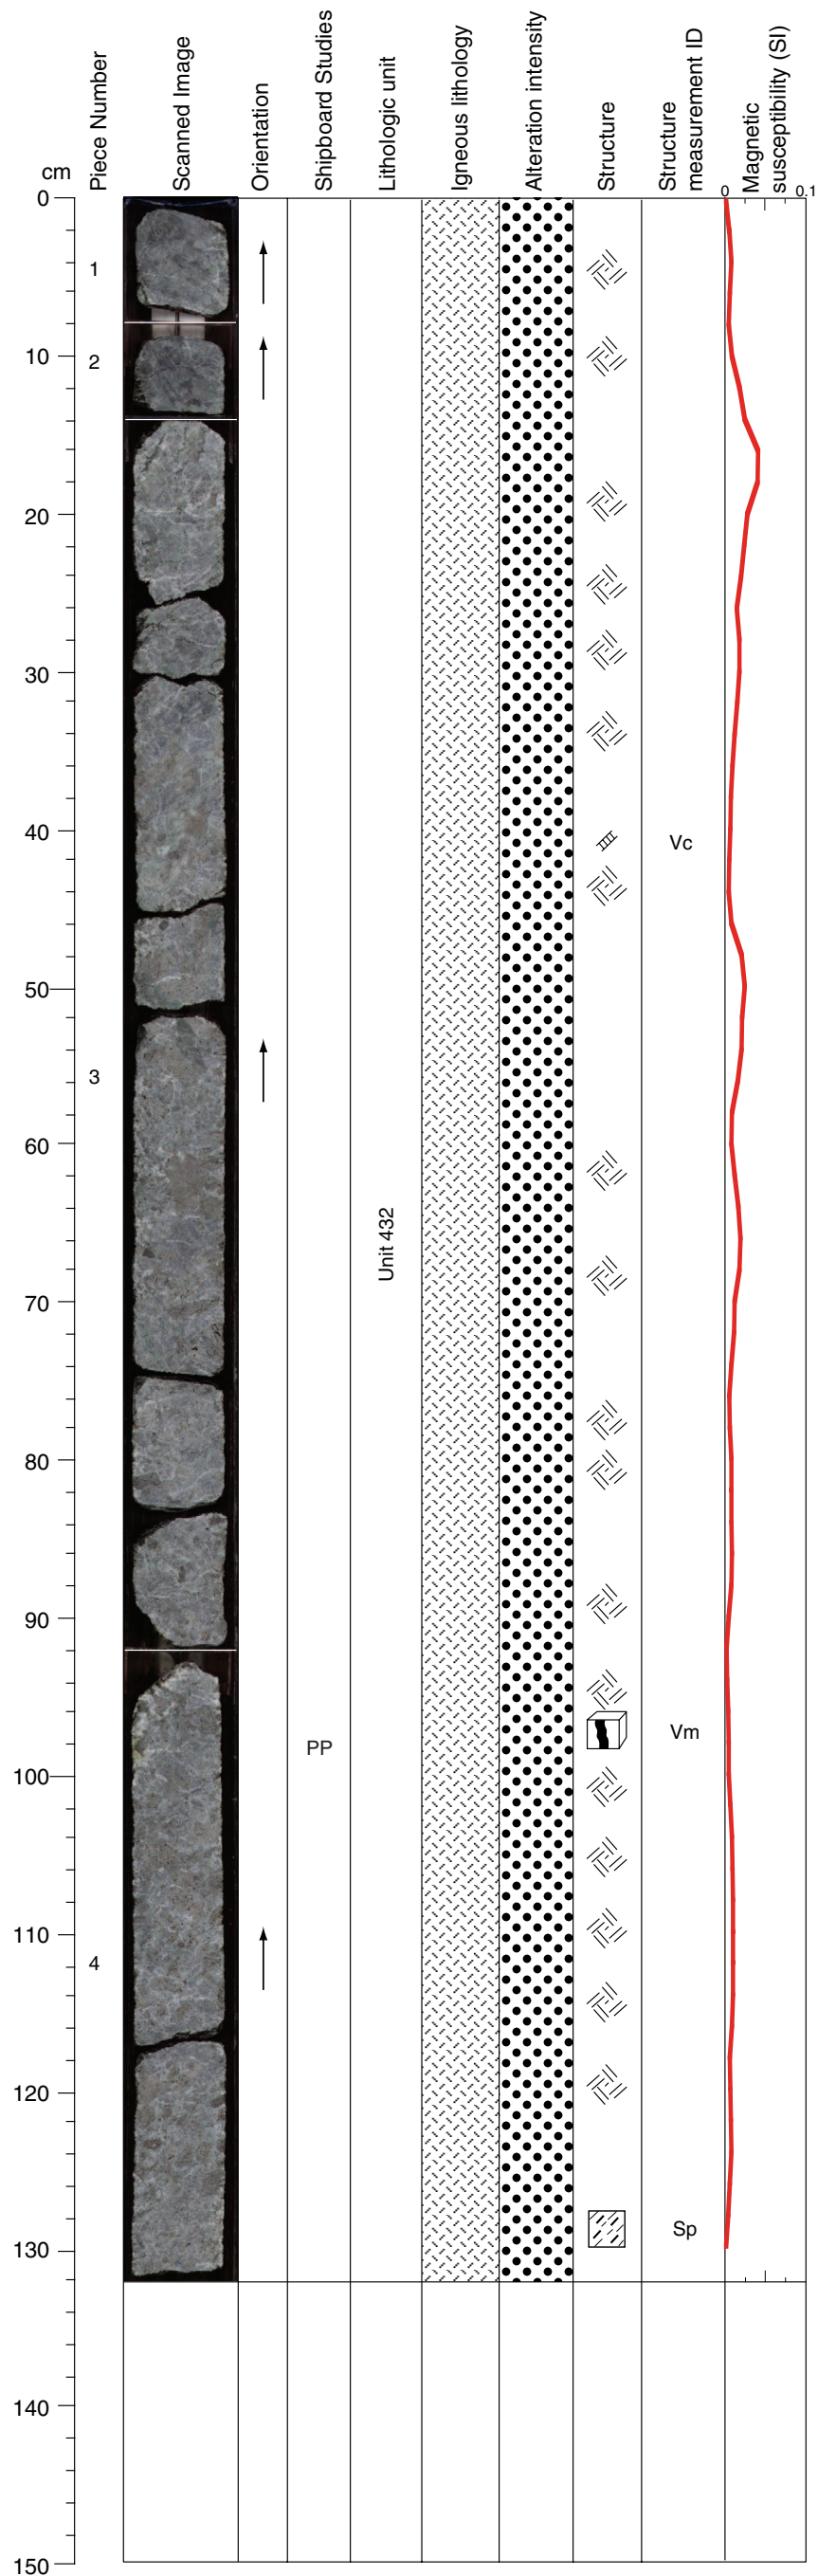 cm
Piece Number
Scanned Image
Orientation
Shipboard Studies
Lithologic unit
Igneous lithology
Alteration intensity
Structure
Structure
measurement ID
Magnetic
susceptibility (SI)
0
0.1
0
1
10
2
20
30
40
Vc
50
3
60
Unit 432
70
80
90
Vm
PP
100
110
4
120
Sp
130
140
150